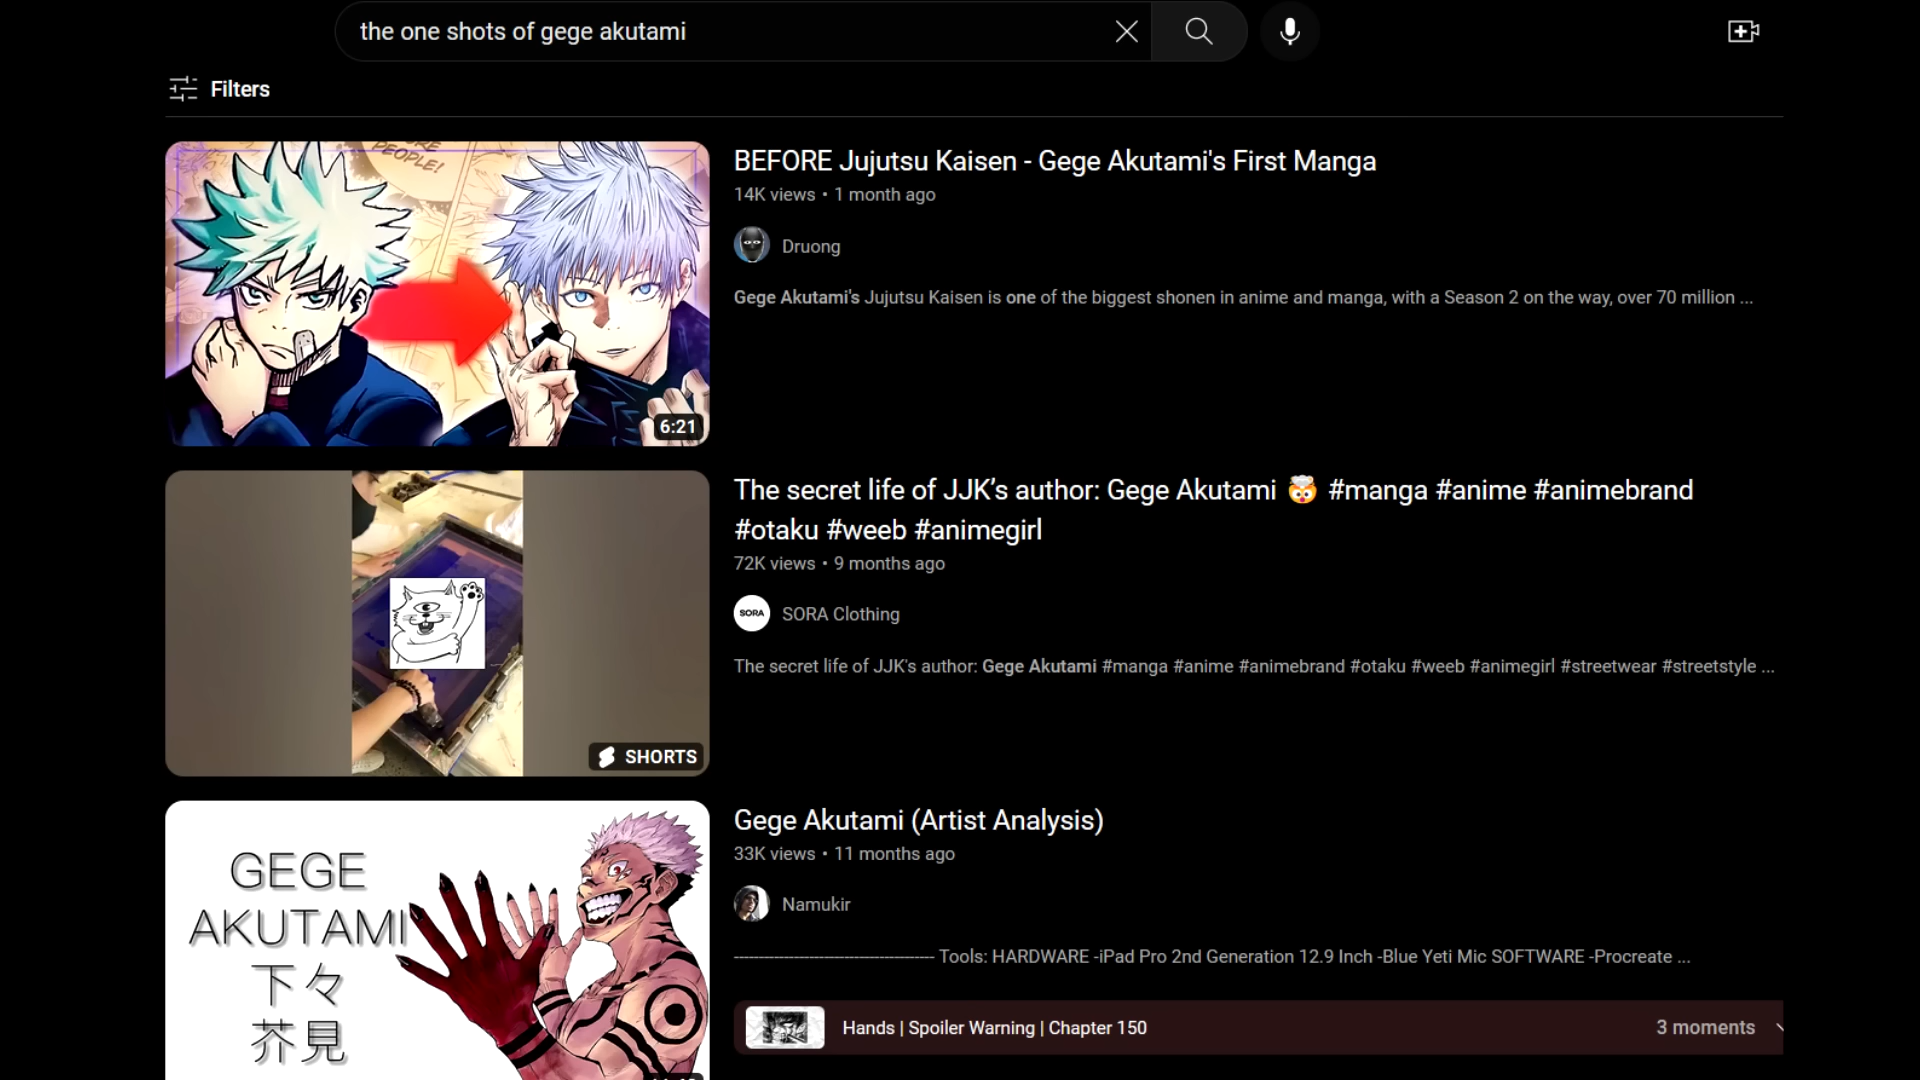 the one shots of gege akutami
Filters
PEOPLE!
6:21
BEFORE Jujutsu Kaisen - Gege Akutami's First Manga
14K views • 1 month ago
Druong
Gege Akutami's Jujutsu Kaisen is one of the biggest shonen in anime and manga, with a Season 2 on the way, over 70 million ...
SHORTS
The secret life of JJK’s author: Gege Akutami 🤯 #manga #anime #animebrand
#otaku #weeb #animegirl
72K views • 9 months ago
SORA
SORA Clothing
The secret life of JJK's author: Gege Akutami #manga #anime #animebrand #otaku #weeb #animegirl #streetwear #streetstyle ...
GEGE
AKUTAMI
下々
芥見
Gege Akutami (Artist Analysis)
33K views • 11 months ago
Namukir
---------------------------------------- Tools: HARDWARE -iPad Pro 2nd Generation 12.9 Inch -Blue Yeti Mic SOFTWARE -Procreate ...
Hands | Spoiler Warning | Chapter 150
3 moments